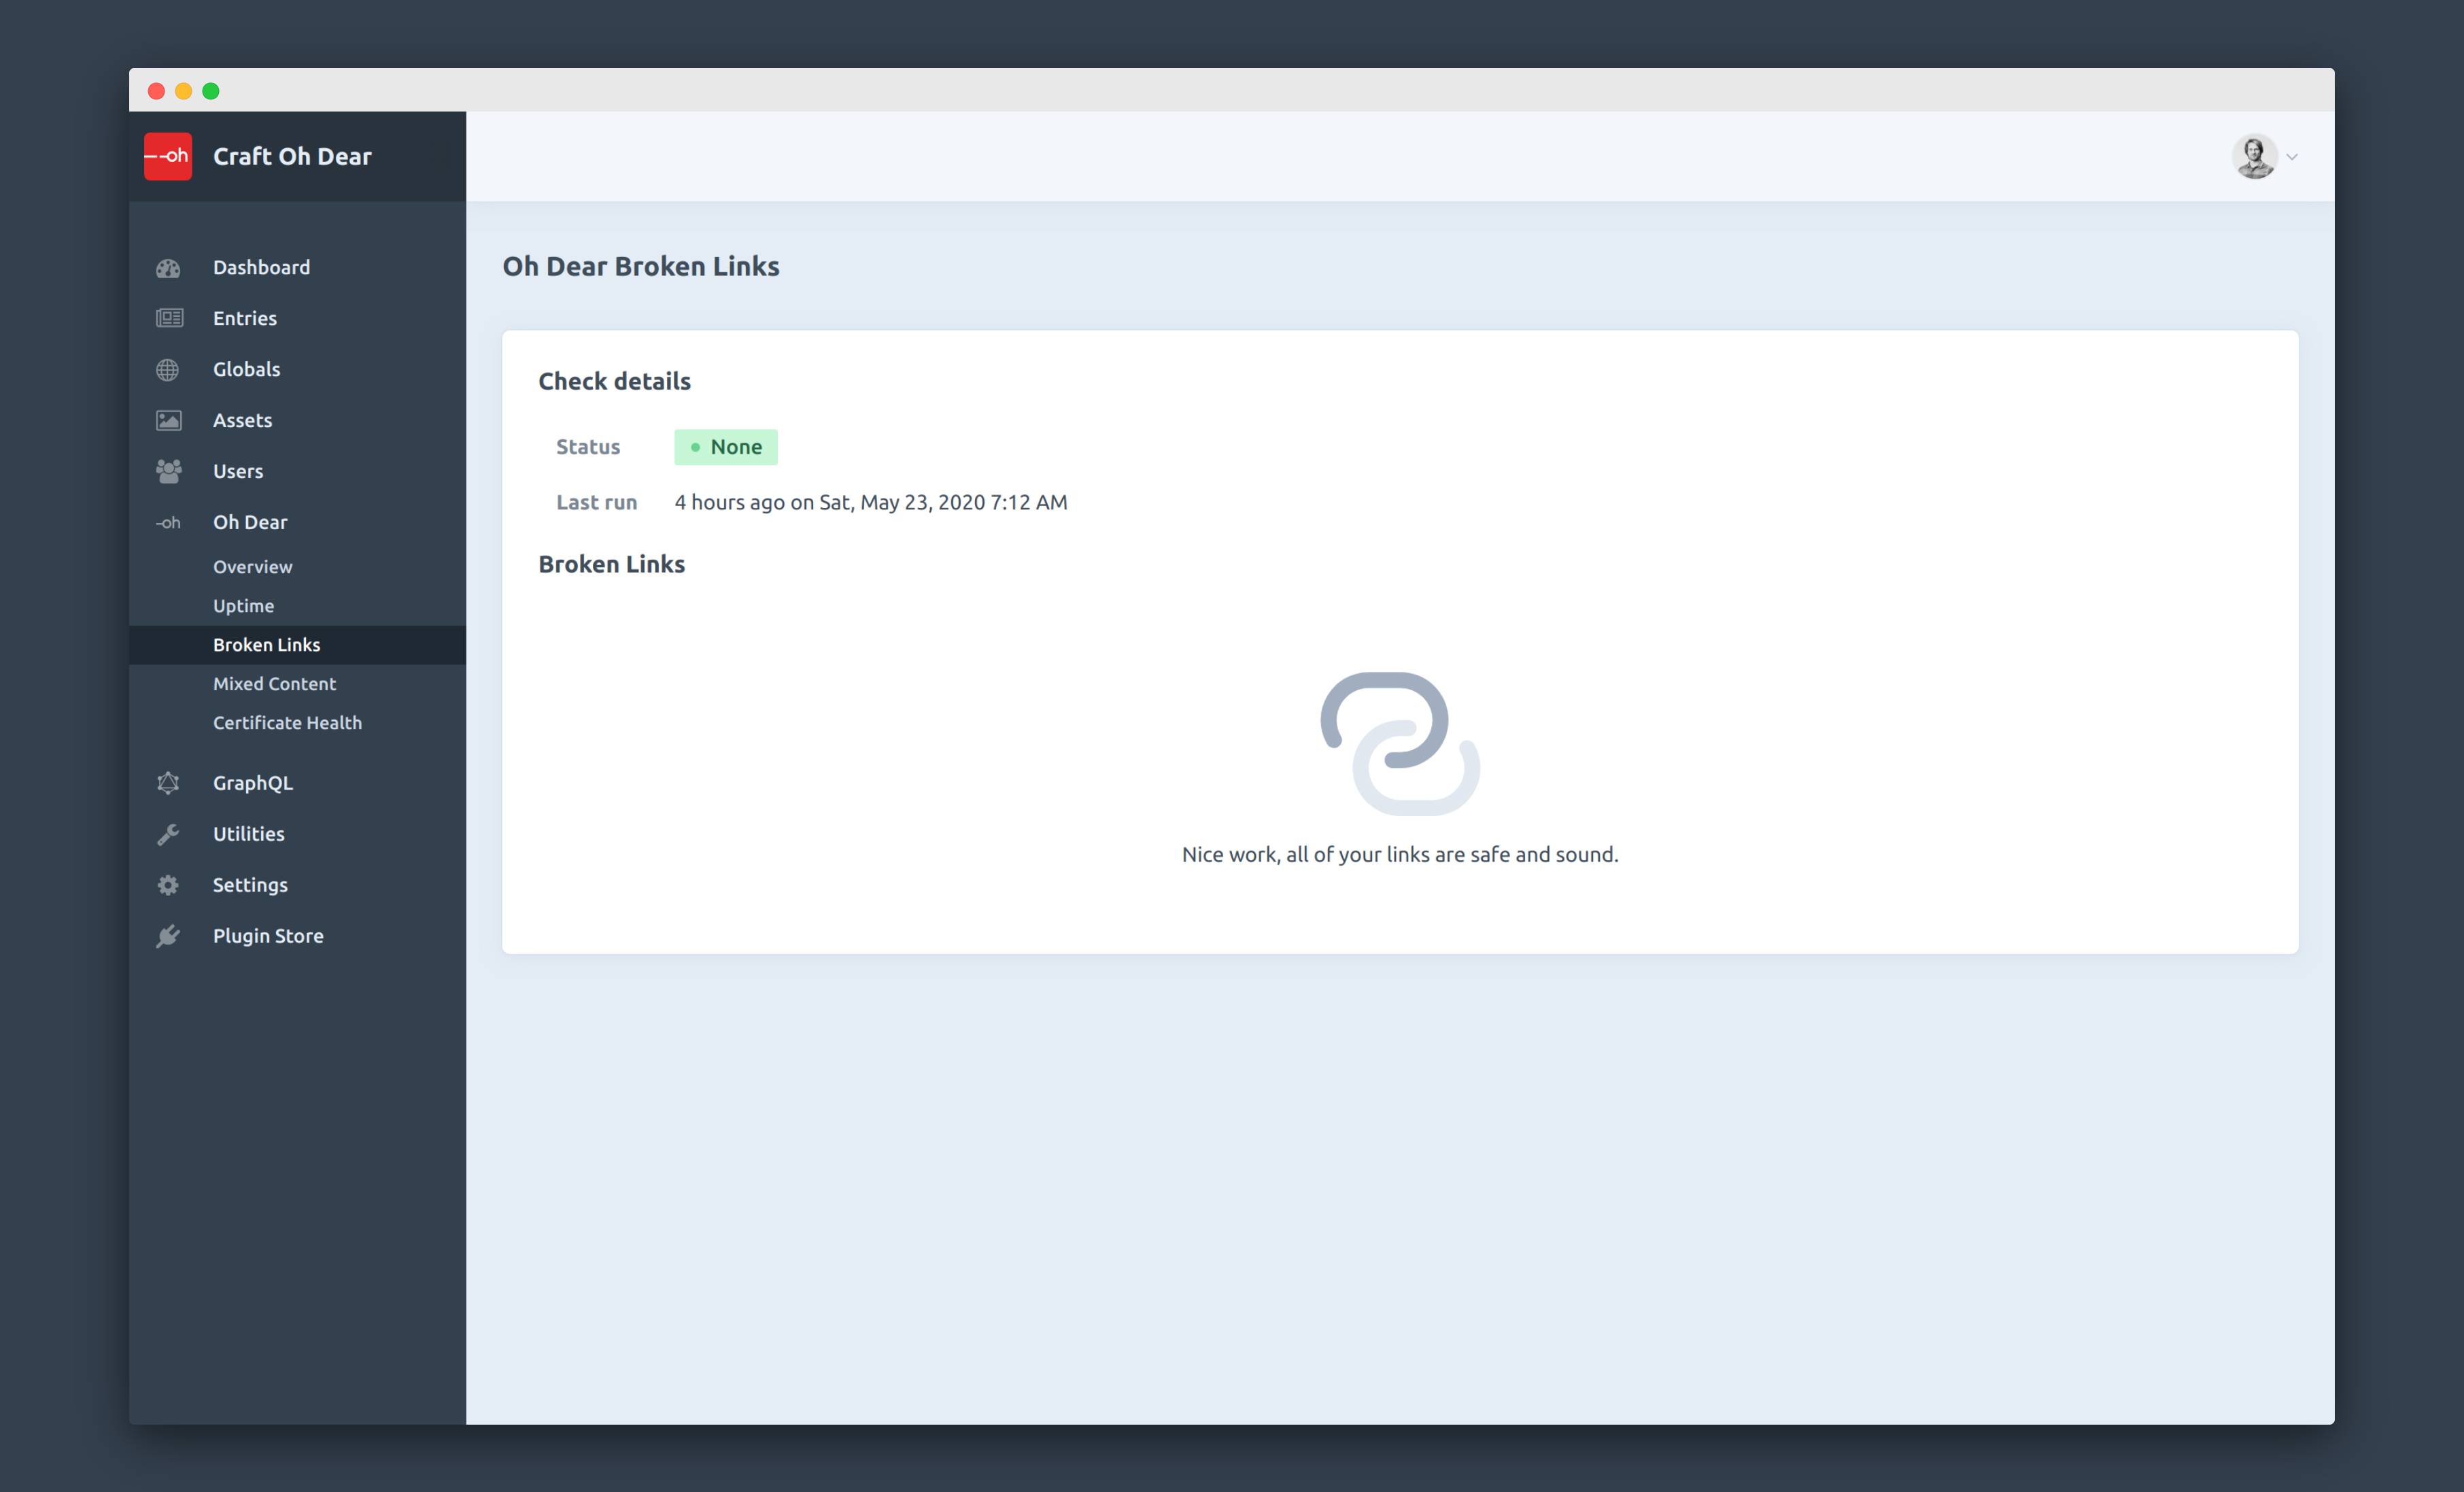 -oh
Craft Oh Dear
Dashboard
Entries
Globals
Assets
Users
-oh
Oh Dear
Overview
Uptime
Broken Links
Mixed Content
Certificate Health
GraphQL
Utilities
Settings
Plugin Store
Oh Dear Broken Links
Check details
Status None
Last run 4 hours ago on Sat, May 23, 2020 7:12 AM
Broken Links
Nice work, all of your links are safe and sound.